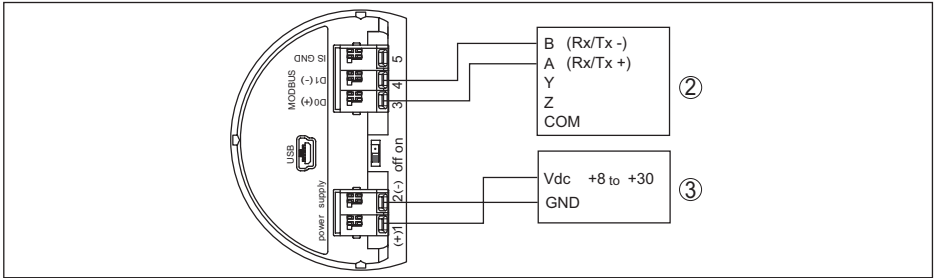 IS GND
MODBUS
D1(-)
D0(+)
USB
power supply
5
4
3
off on
2(-)
(+)1
B (Rx/Tx -)
A (Rx/Tx +)
Y
Z
COM
2
Vdc +8 to +30
GND
3